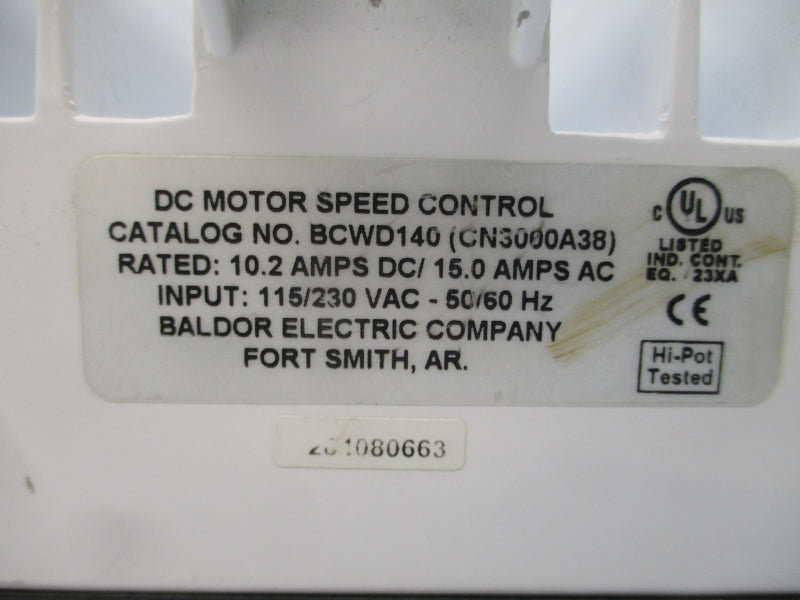 DC MOTOR SPEED CONTROL
CATALOG NO. BCWD140 (CN3000A38)
RATED: 10.2 AMPS DC/ 15.0 AMPS AC
INPUT: 115/230 VAC - 50/60 Hz
BALDOR ELECTRIC COMPANY
FORT SMITH, AR.
C UL US
LISTED
IND. CONT.
EQ. 23XA
CE
Hi-Pot
Tested